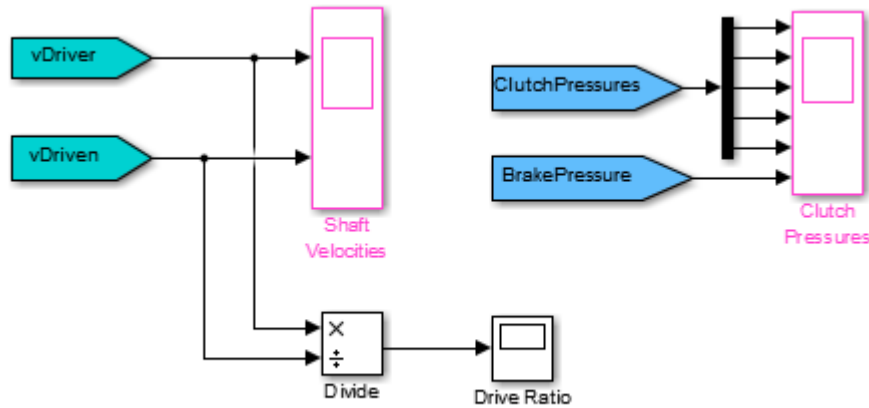 vDriver
vDriven
Shaft
Velocities
ClutchPressures
BrakePressure
Clutch
Pressures
×
÷
Divide
Drive Ratio